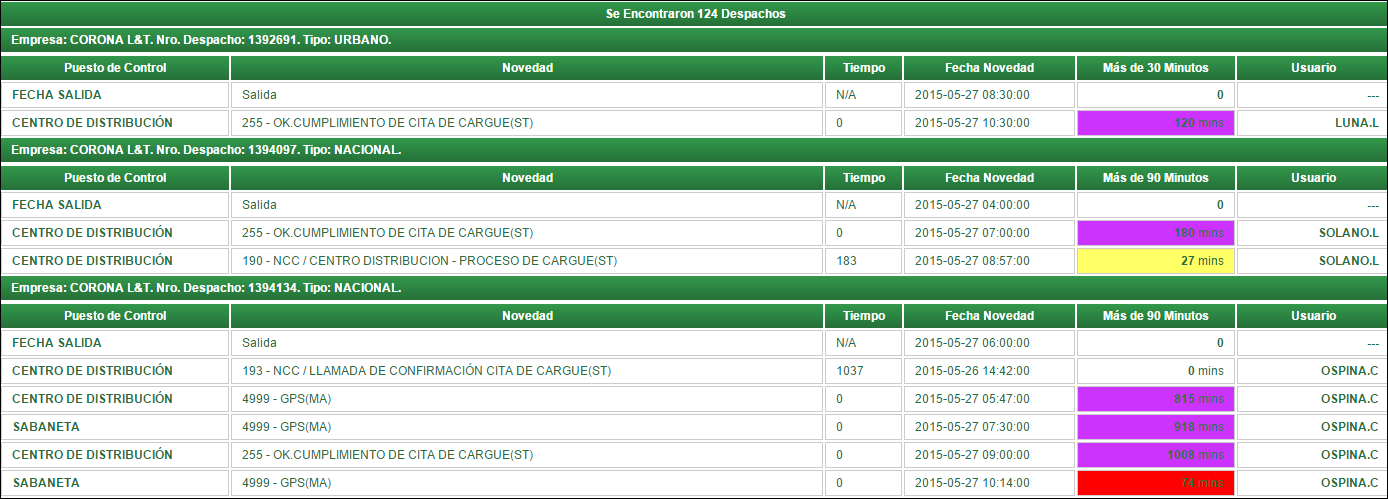 Se Encontraron 124 Despachos
Empresa: CORONA L&T. Nro. Despacho: 1392691. Tipo: URBANO.
Puesto de Control Novedad Tiempo Fecha Novedad Más de 30 Minutos Usuario
FECHA SALIDA Salida N/A 2015-05-27 08:30:00 0 ---
CENTRO DE DISTRIBUCIÓN 255 - OK.CUMPLIMIENTO DE CITA DE CARGUE(ST) 0 2015-05-27 10:30:00 120 mins LUNA.L
Empresa: CORONA L&T. Nro. Despacho: 1394097. Tipo: NACIONAL.
Puesto de Control Novedad Tiempo Fecha Novedad Más de 90 Minutos Usuario
FECHA SALIDA Salida N/A 2015-05-27 04:00:00 0 ---
CENTRO DE DISTRIBUCIÓN 255 - OK.CUMPLIMIENTO DE CITA DE CARGUE(ST) 0 2015-05-27 07:00:00 180 mins SOLANO.L
CENTRO DE DISTRIBUCIÓN 190 - NCC / CENTRO DISTRIBUCION - PROCESO DE CARGUE(ST) 183 2015-05-27 08:57:00 27 mins SOLANO.L
Empresa: CORONA L&T. Nro. Despacho: 1394134. Tipo: NACIONAL.
Puesto de Control Novedad Tiempo Fecha Novedad Más de 90 Minutos Usuario
FECHA SALIDA Salida N/A 2015-05-27 06:00:00 0 ---
CENTRO DE DISTRIBUCIÓN 193 - NCC / LLAMADA DE CONFIRMACIÓN CITA DE CARGUE(ST) 1037 2015-05-26 14:42:00 0 mins OSPINA.C
CENTRO DE DISTRIBUCIÓN 4999 - GPS(MA) 0 2015-05-27 05:47:00 815 mins OSPINA.C
SABANETA 4999 - GPS(MA) 0 2015-05-27 07:30:00 918 mins OSPINA.C
CENTRO DE DISTRIBUCIÓN 255 - OK.CUMPLIMIENTO DE CITA DE CARGUE(ST) 0 2015-05-27 09:00:00 1008 mins OSPINA.C
SABANETA 4999 - GPS(MA) 0 2015-05-27 10:14:00 74 mins OSPINA.C